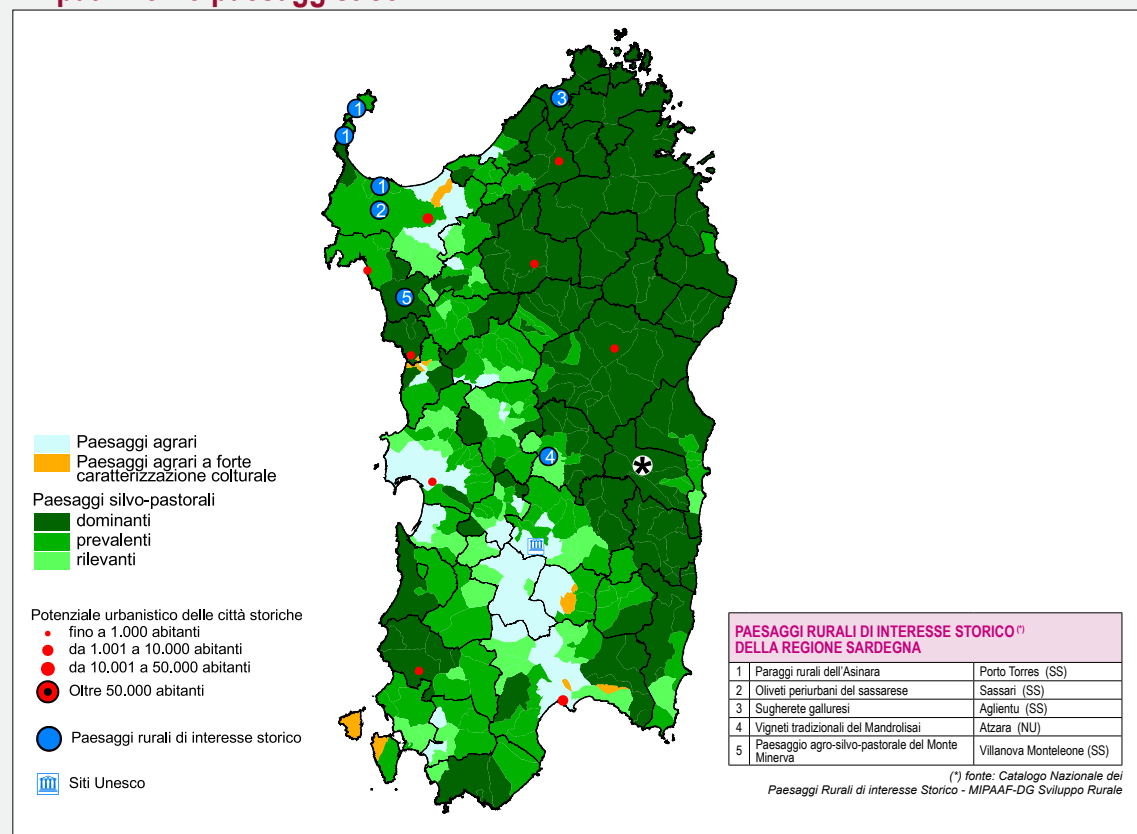 1
3
1
1
2
5
4
*
Paesaggi agrari
Paesaggi agrari a forte
caratterizzazione colturale
Paesaggi silvo-pastorali
dominanti
prevalenti
rilevanti
Potenziale urbanistico delle città storiche
fino a 1.000 abitanti
da 1.001 a 10.000 abitanti
da 10.001 a 50.000 abitanti
Oltre 50.000 abitanti
Paesaggi rurali di interesse storico
Siti Unesco
PAESAGGI RURALI DI INTERESSE STORICO (*)
DELLA REGIONE SARDEGNA
1 Paraggi rurali dell'Asinara Porto Torres (SS)
2 Oliveti periurbani del sassarese Sassari (SS)
3 Sugherete galluresi Aglientu (SS)
4 Vigneti tradizionali del Mandrolisai Atzara (NU)
5 Paesaggio agro-silvo-pastorale del Monte
Minerva Villanova Monteleone (SS)
(*) fonte: Catalogo Nazionale dei
Paesaggi Rurali di interesse Storico - MIPAAF-DG Sviluppo Rurale